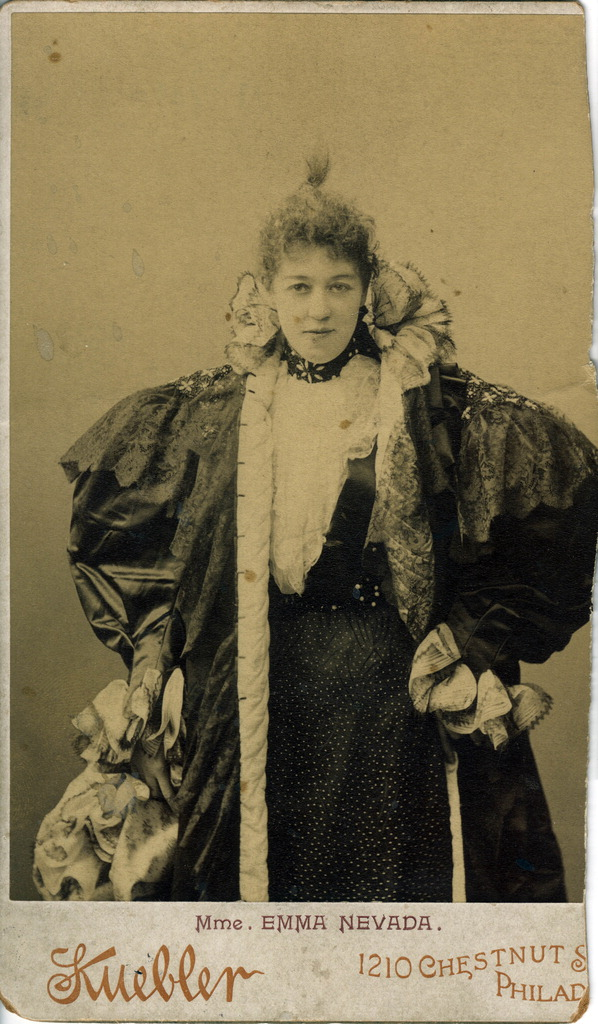 Mme. EMMA NEVADA.
Kuebler
1210 CHESTNUT S
PHILAD